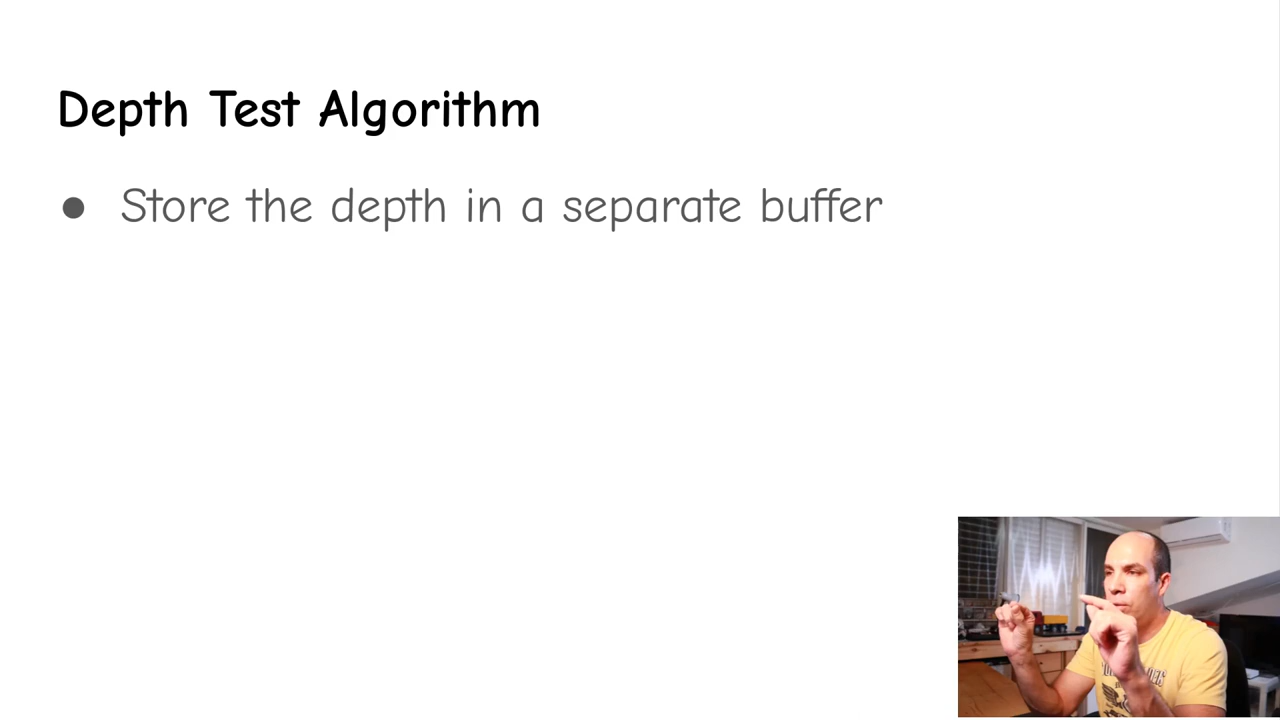 Depth Test Algorithm
● Store the depth in a separate buffer